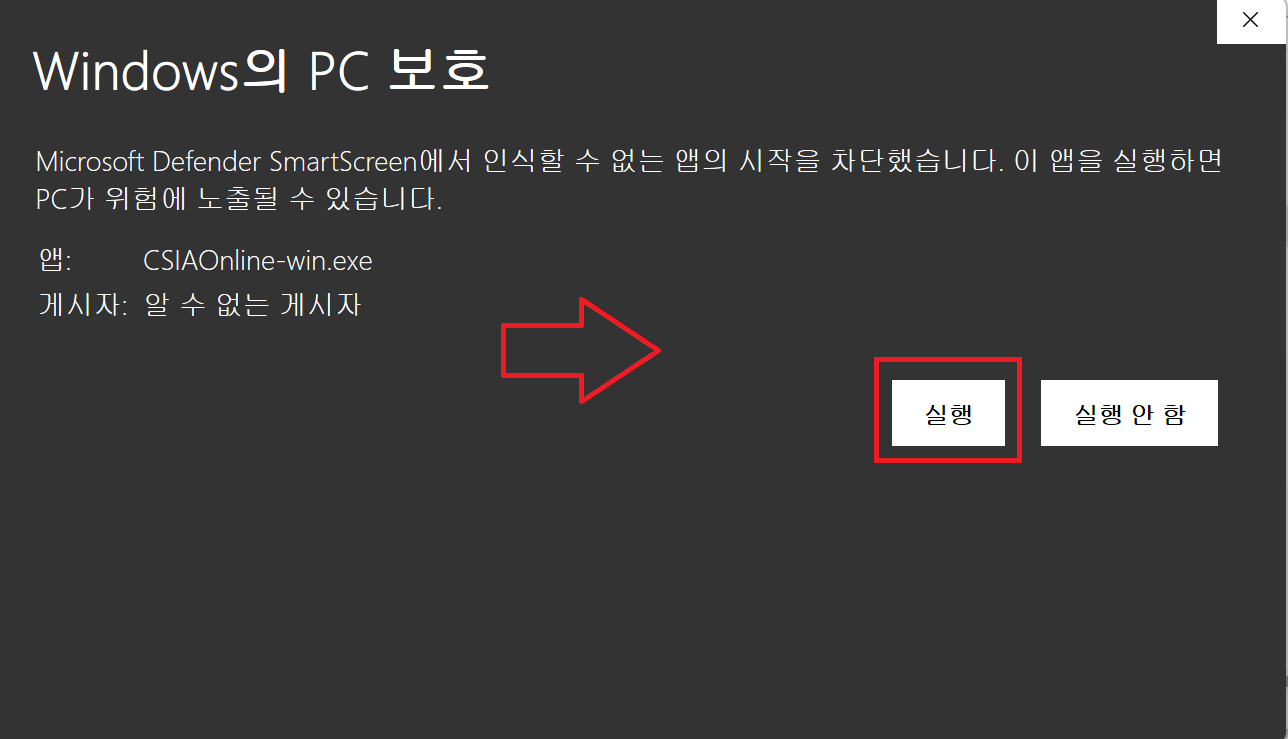 Windows의 PC 보호
Microsoft Defender SmartScreen에서 인식할 수 없는 앱의 시작을 차단했습니다. 이 앱을 실행하면
PC가 위험에 노출될 수 있습니다.
앱: CSIAOnline-win.exe
게시자: 알 수 없는 게시자
실행 실행 안 함